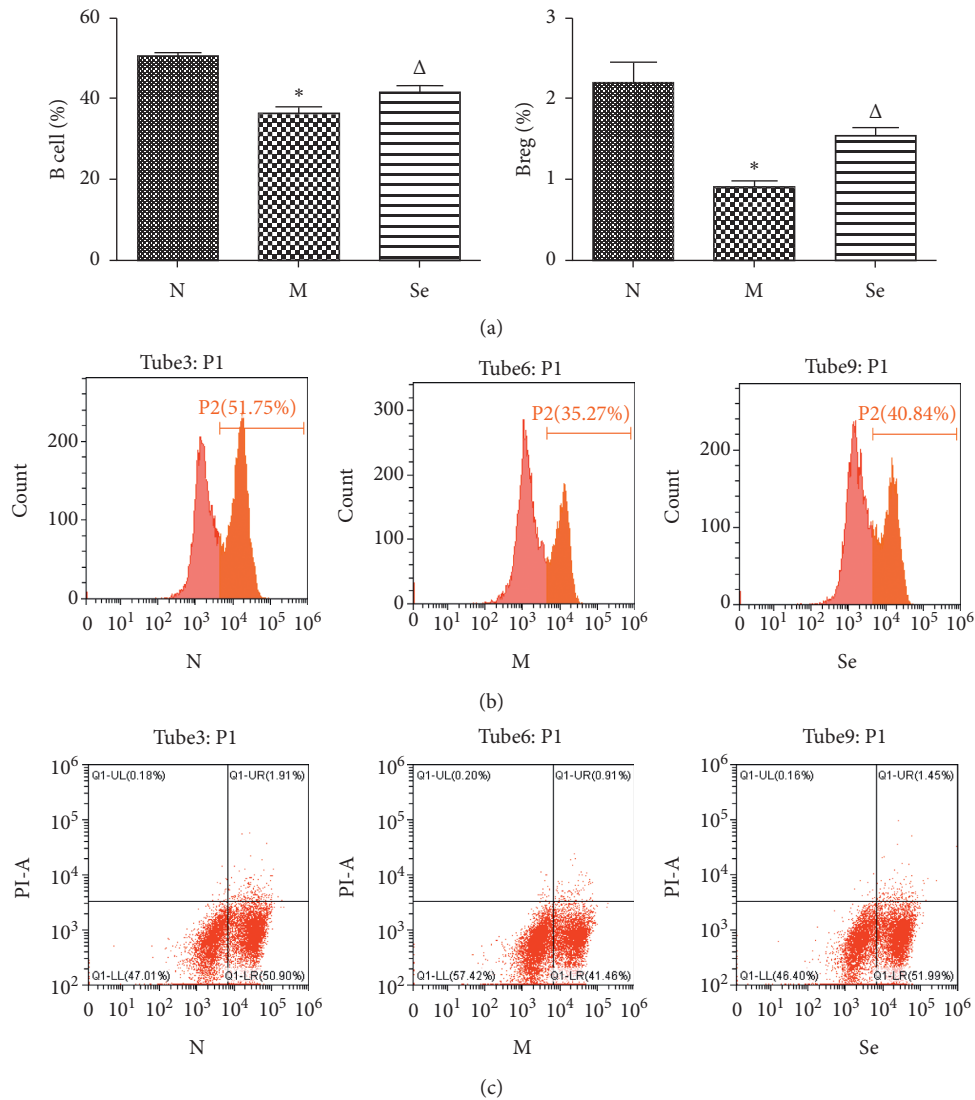 60
40
20
0
B cell (%)
*
Δ
N M Se
3
2
1
0
Breg (%)
*
Δ
N M Se
(a)
Tube3: P1
P2(51.75%)
200
100
0
Count
0 10¹ 10² 10³ 10⁴ 10⁵ 10⁶
N
Tube6: P1
P2(35.27%)
300
200
100
0
Count
0 10¹ 10² 10³ 10⁴ 10⁵ 10⁶
M
Tube9: P1
P2(40.84%)
200
100
0
Count
0 10¹ 10² 10³ 10⁴ 10⁵ 10⁶
Se
(b)
Tube3: P1
Q1-UL(0.18%) Q1-UR(1.91%)
10⁶
10⁵
10⁴
10³
10²
PI-A
Q1-LL(47.01%) Q1-LR(50.90%)
0 10¹ 10² 10³ 10⁴ 10⁵ 10⁶
N
Tube6: P1
Q1-UL(0.20%) Q1-UR(0.91%)
10⁶
10⁵
10⁴
10³
10²
PI-A
Q1-LL(57.42%) Q1-LR(41.46%)
0 10¹ 10² 10³ 10⁴ 10⁵ 10⁶
M
Tube9: P1
Q1-UL(0.16%) Q1-UR(1.45%)
10⁶
10⁵
10⁴
10³
10²
PI-A
Q1-LL(46.40%) Q1-LR(51.99%)
0 10¹ 10² 10³ 10⁴ 10⁵ 10⁶
Se
(c)